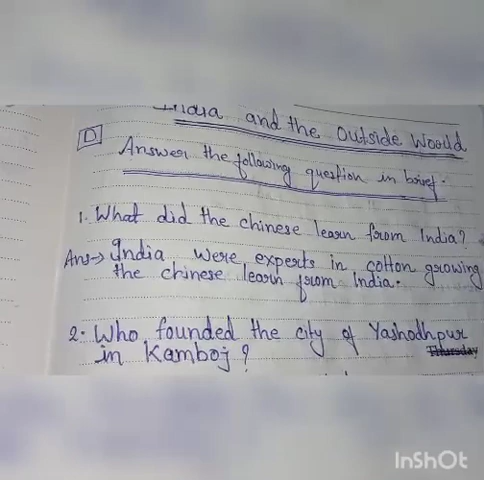 India and the Outside World
D
Answer the following question in brief.
1. What did the chinese learn from India?
Ans→ India were experts in cotton growing
the chinese learn from India.
2. Who founded the city of Yashodhpur
in Kamboj?
Thursday
InShOt